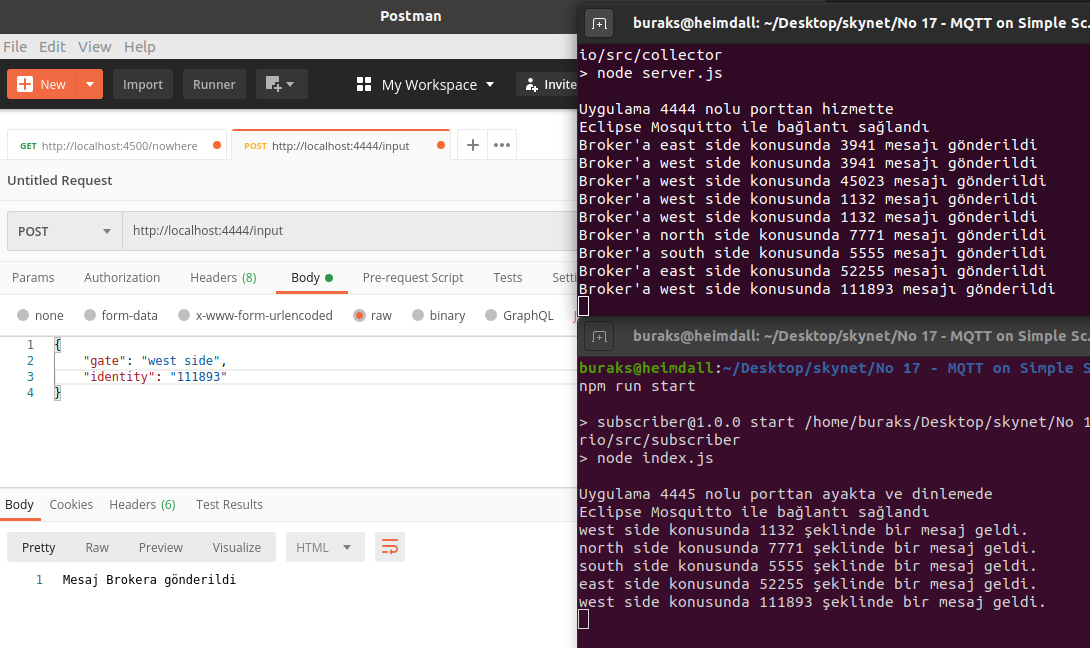 Postman
File Edit View Help
New Import Runner My Workspace Invite
GET http://localhost:4500/nowhere POST http://localhost:4444/input
Untitled Request
POST http://localhost:4444/input
Params Authorization Headers (8) Body Pre-request Script Tests Setti
none form-data x-www-form-urlencoded raw binary GraphQL
1 {
2 "gate": "west side",
3 "identity": "111893"
4 }
Body Cookies Headers (6) Test Results
Pretty Raw Preview Visualize HTML
1 Mesaj Brokera gönderildi
buraks@heimdall: ~/Desktop/skynet/No 17 - MQTT on Simple Sc.
io/src/collector
> node server.js
Uygulama 4444 nolu porttan hizmette
Eclipse Mosquitto ile bağlantı sağlandı
Broker'a east side konusunda 3941 mesajı gönderildi
Broker'a west side konusunda 3941 mesajı gönderildi
Broker'a west side konusunda 45023 mesajı gönderildi
Broker'a west side konusunda 1132 mesajı gönderildi
Broker'a west side konusunda 1132 mesajı gönderildi
Broker'a north side konusunda 7771 mesajı gönderildi
Broker'a south side konusunda 5555 mesajı gönderildi
Broker'a east side konusunda 52255 mesajı gönderildi
Broker'a west side konusunda 111893 mesajı gönderildi
buraks@heimdall: ~/Desktop/skynet/No 17 - MQTT on Simple Sc.
buraks@heimdall:~/Desktop/skynet/No 17 - MQTT on Simple S
npm run start
> subscriber@1.0.0 start /home/buraks/Desktop/skynet/No 1
rio/src/subscriber
> node index.js
Uygulama 4445 nolu porttan ayakta ve dinlemede
Eclipse Mosquitto ile bağlantı sağlandı
west side konusunda 1132 şeklinde bir mesaj geldi.
north side konusunda 7771 şeklinde bir mesaj geldi.
south side konusunda 5555 şeklinde bir mesaj geldi.
east side konusunda 52255 şeklinde bir mesaj geldi.
west side konusunda 111893 şeklinde bir mesaj geldi.